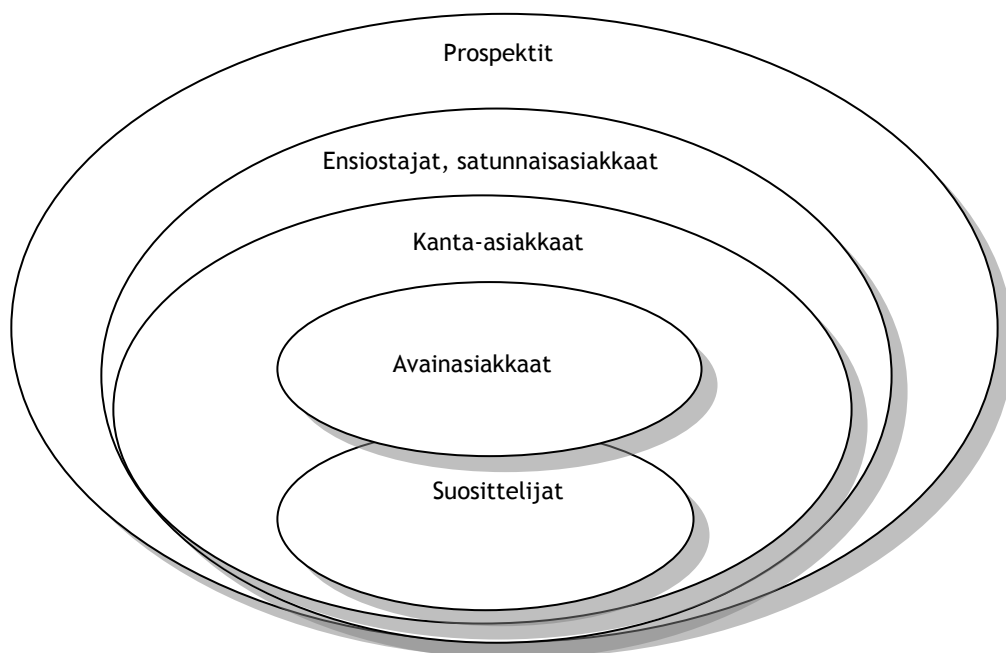 Prospektit
Ensiostajat, satunnaisasiakkaat
Kanta-asiakkaat
Avainasiakkaat
Suosittelijat